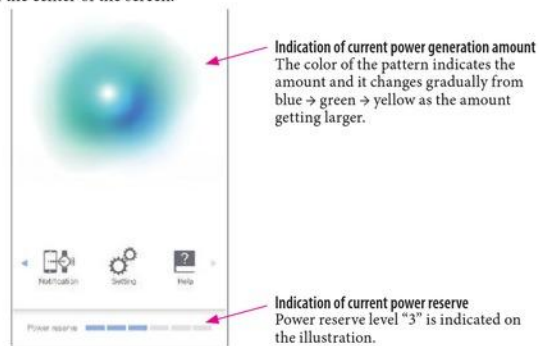 the center of the screen.
Indication of current power generation amount
The color of the pattern indicates the
amount and it changes gradually from
blue → green → yellow as the amount
getting larger.
Notification
Setting
Help
?
Indication of current power reserve
Power reserve level “3” is indicated on
the illustration.
Power reserve